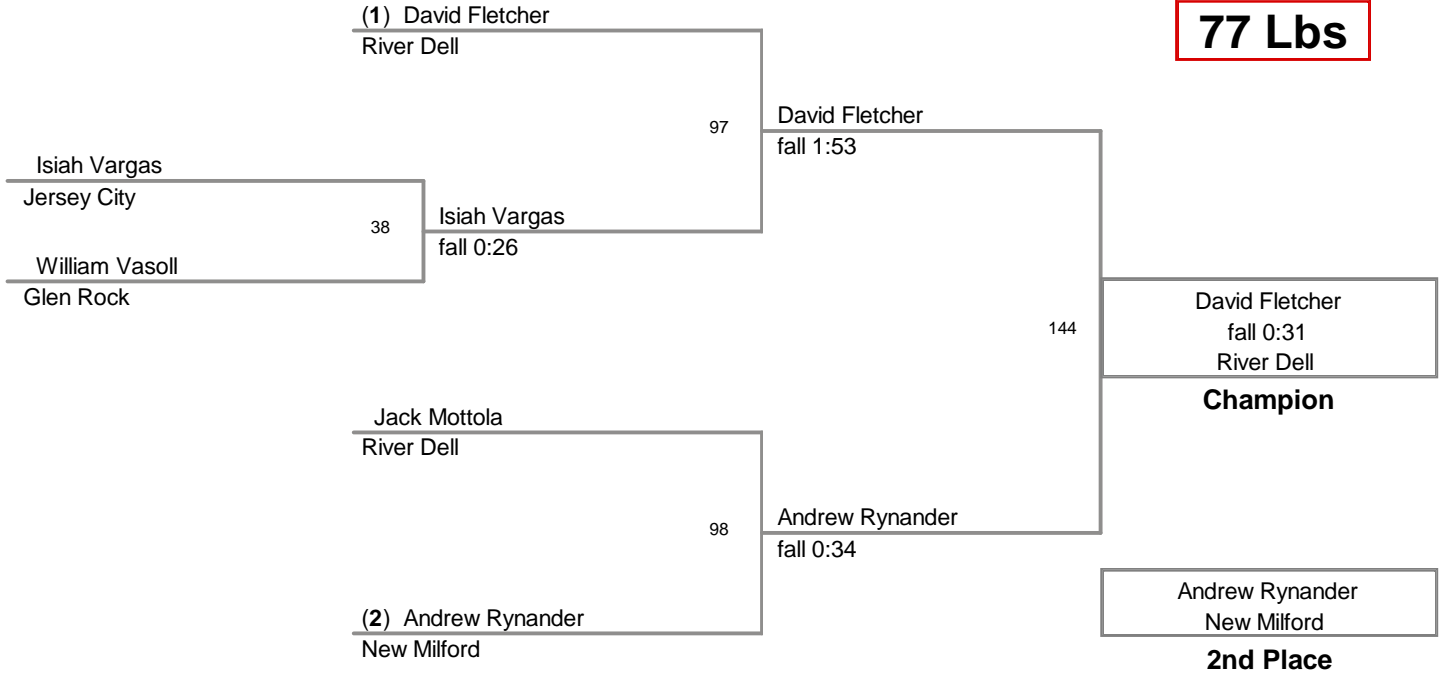 (1) David Fletcher
River Dell
77 Lbs
97
David Fletcher
fall 1:53
Isiah Vargas
Jersey City
38
Isiah Vargas
fall 0:26
William Vasoll
Glen Rock
144
David Fletcher
fall 0:31
River Dell
Champion
Jack Mottola
River Dell
98
Andrew Rynander
fall 0:34
(2) Andrew Rynander
New Milford
Andrew Rynander
New Milford
2nd Place